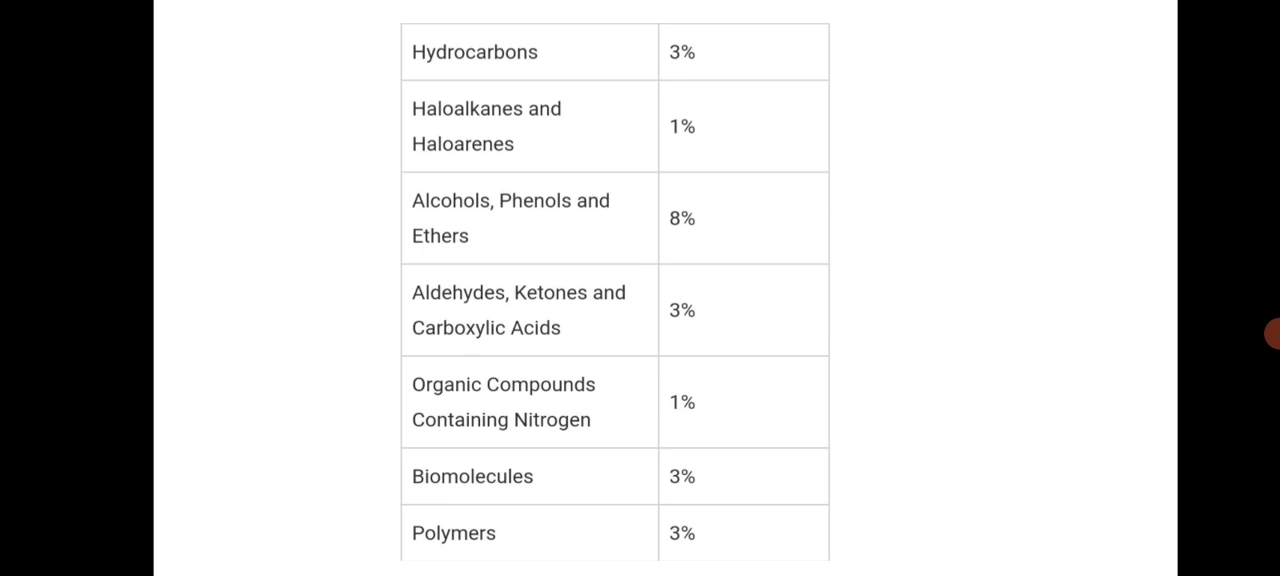 Hydrocarbons 3%
Haloalkanes and
Haloarenes 1%
Alcohols, Phenols and
Ethers 8%
Aldehydes, Ketones and
Carboxylic Acids 3%
Organic Compounds
Containing Nitrogen 1%
Biomolecules 3%
Polymers 3%